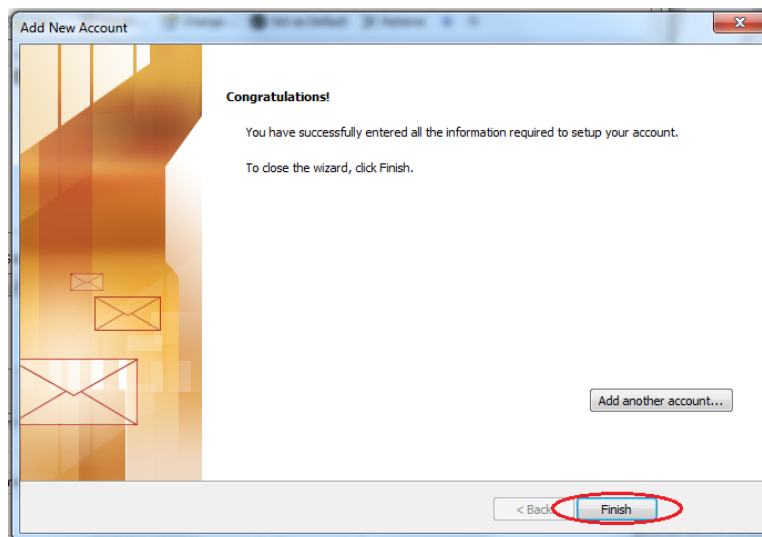 Add New Account
Congratulations!
You have successfully entered all the information required to setup your account.
To close the wizard, click Finish.
Add another account...
< Back
Finish